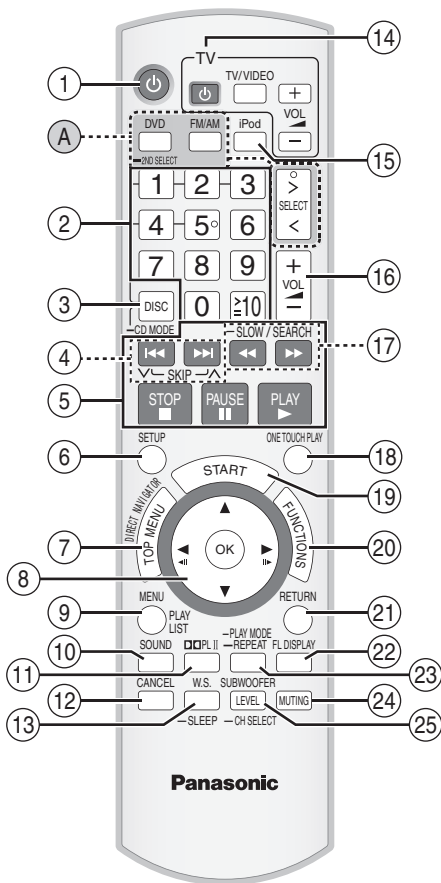 14
TV
1
TV/VIDEO
+
VOL
−
A
DVD
FM/AM
iPod
15
−2ND SELECT
2
1 2 3
>
SELECT
<
4 5 6
7 8 9
+
VOL
−
16
3
DISC
0
≥10
−CD MODE
−SLOW / SEARCH
17
4
SKIP
5
STOP
PAUSE
PLAY
6
SETUP
ONE TOUCH PLAY
18
START
19
DIRECT NAVIGATOR
TOP MENU
7
FUNCTIONS
20
OK
8
MENU
RETURN
9
PLAY
LIST
21
−PLAY MODE
10
SOUND
PL II
−REPEAT
FL DISPLAY
22
11
23
CANCEL
W.S.
SUBWOOFER
12
LEVEL
MUTING
24
13
−SLEEP
−CH SELECT
25
Panasonic